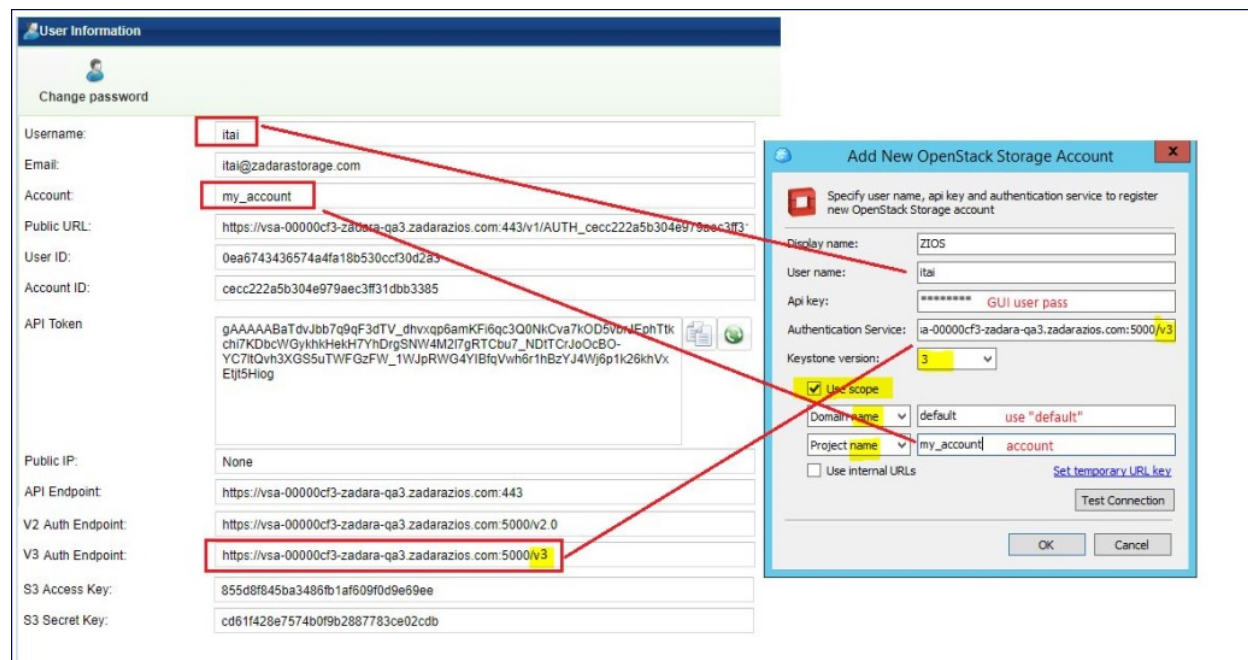 User Information
Change password
Username:
itai
Email:
itai@zadarastorage.com
Account:
my_account
Public URL:
https://vsa-00000cf3-zadara-qa3.zadarazios.com:443/v1/AUTH_cecc222a5b304e979aec3ff3
User ID:
0ea6743436574a4fa18b530ccf30d2a3
Account ID:
cecc222a5b304e979aec3ff31dbb3385
API Token
gAAAAABaTdvJbb7q9qF3dTV_dhvxqp6amKFi6qc3Q0NkCva7kOD5VbrJEphTtk
chi7KDbcWGykhkHekH7YhDrgSNW4M2l7gRTCbu7_NDtTCrJoOcBO-
YC7ltQvh3XGS5uTWFGzFW_1WJpRWG4YIBfqVwh6r1hBzYJ4Wj6p1k26khVx
Etjt5Hiog
Public IP:
None
API Endpoint:
https://vsa-00000cf3-zadara-qa3.zadarazios.com:443
V2 Auth Endpoint:
https://vsa-00000cf3-zadara-qa3.zadarazios.com:5000/v2.0
V3 Auth Endpoint:
https://vsa-00000cf3-zadara-qa3.zadarazios.com:5000/v3
S3 Access Key:
855d8f845ba3486fb1af609f0d9e69ee
S3 Secret Key:
cd61f428e7574b0f9b2887783ce02cdb
Add New OpenStack Storage Account
x
Specify user name, api key and authentication service to register
new OpenStack Storage account
Display name:
ZIOS
User name:
itai
Api key:
******** GUI user pass
Authentication Service:
sa-00000cf3-zadara-qa3.zadarazios.com:5000/v3
Keystone version:
3
Use scope
Domain name
default use "default"
Project name
my_account account
Use internal URLs
Set temporary URL key
Test Connection
OK
Cancel